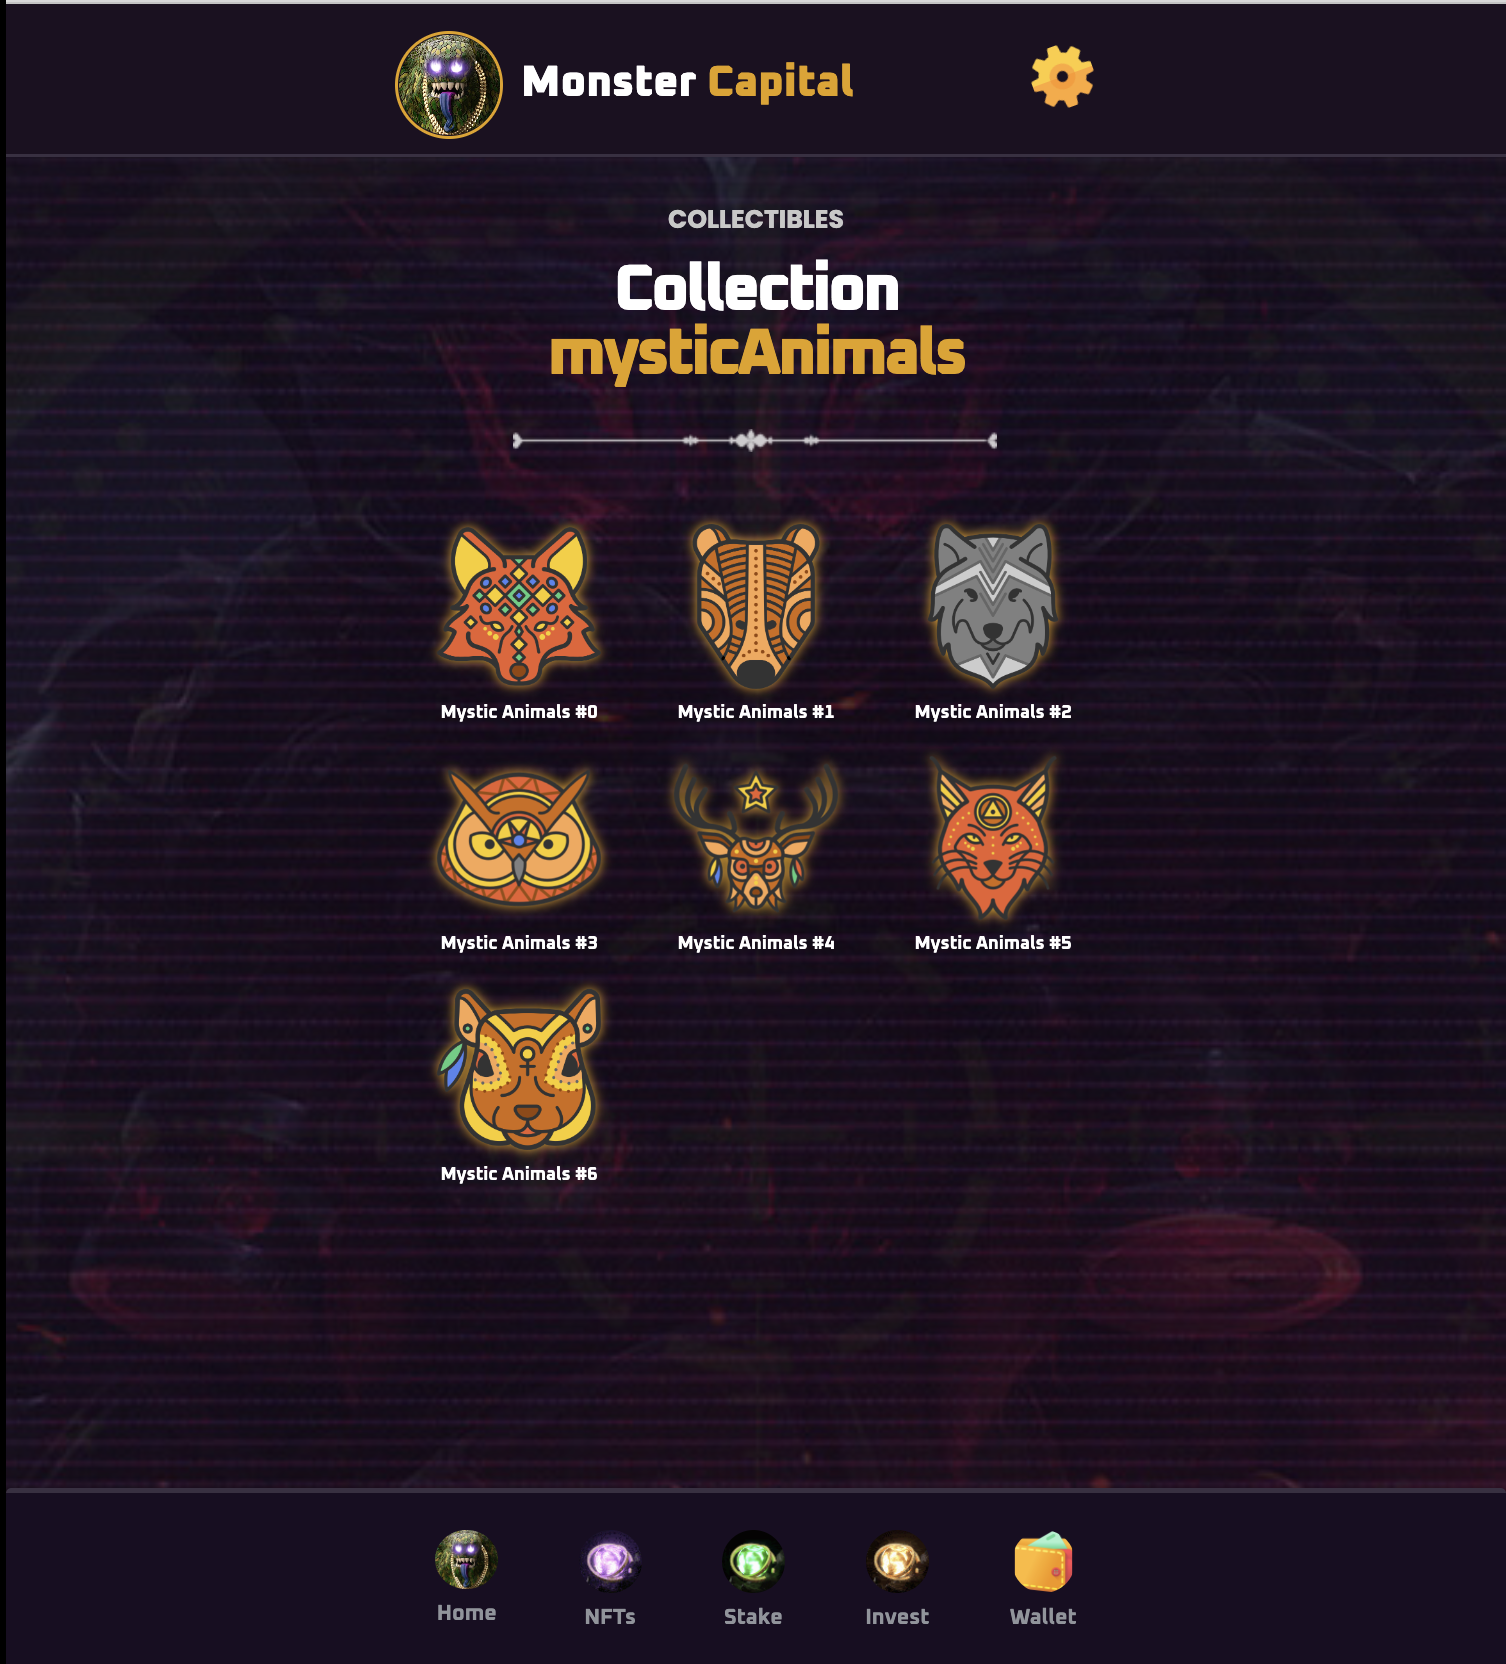 Monster Capital
COLLECTIBLES
Collection
mysticAnimals
Mystic Animals #0
Mystic Animals #1
Mystic Animals #2
Mystic Animals #3
Mystic Animals #4
Mystic Animals #5
Mystic Animals #6
Home
NFTs
Stake
Invest
Wallet